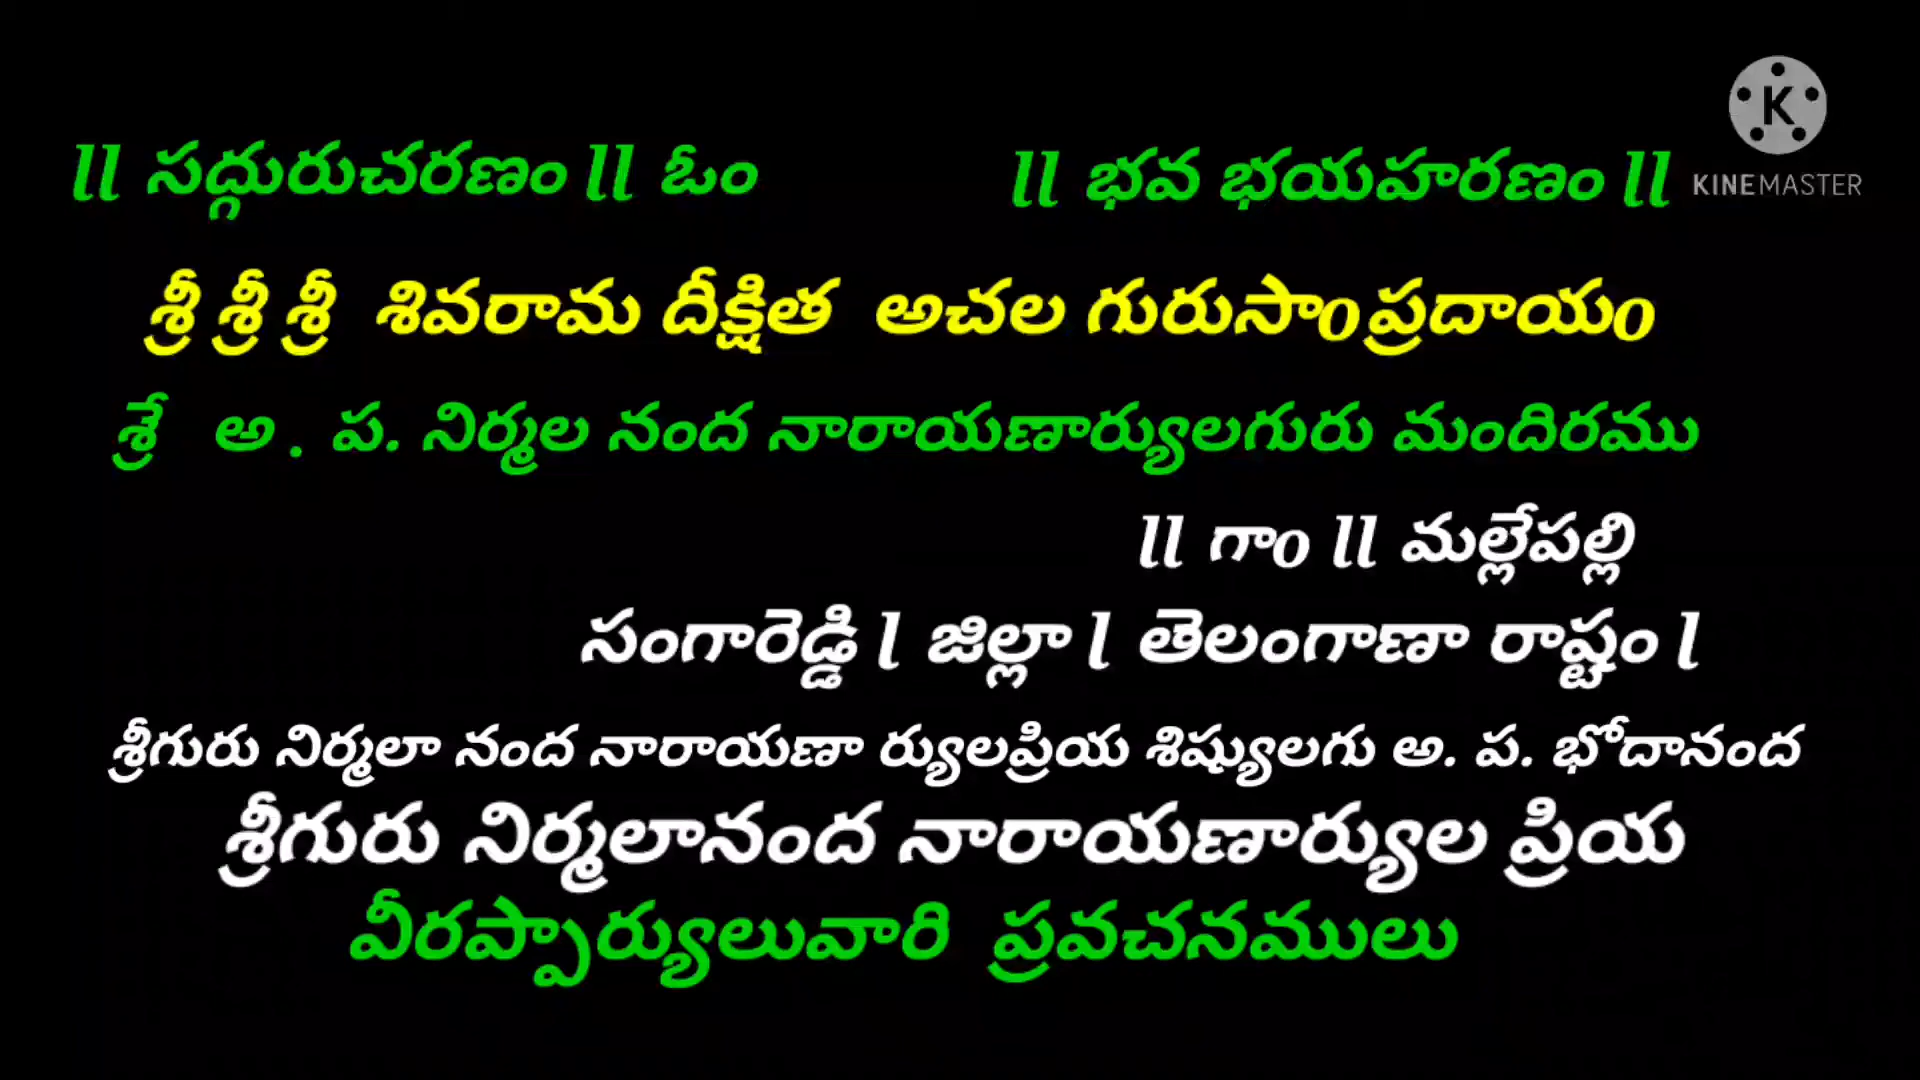 ll సద్గురుచరణం ll ఓం ll భవ భయహరణం ll
KINEMASTER
శ్రీ శ్రీ శ్రీ శివరామ దీక్షిత అచల గురుసాంప్రదాయం
శ్రే అ . ప. నిర్మల నంద నారాయణార్యులగురు మందిరము
ll గాం ll మల్లేపల్లి
సంగారెడ్డి l జిల్లా l తెలంగాణా రాష్టం l
శ్రీగురు నిర్మలా నంద నారాయణా ర్యులప్రియ శిష్యులగు అ. ప. భోదానంద
శ్రీగురు నిర్మలానంద నారాయణార్యుల ప్రియ
వీరప్పార్యులువారి ప్రవచనములు